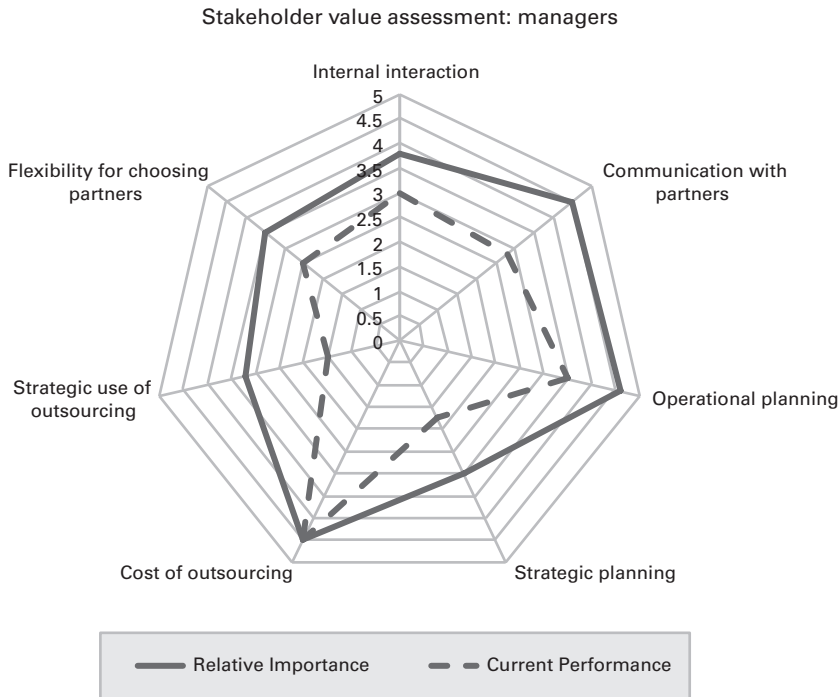 Stakeholder value assessment: managers
Internal interaction
5
4.5
4
3.5
3
2.5
2
1.5
1
0.5
0
Flexibility for choosing
partners
Communication with
partners
Strategic use of
outsourcing
Operational planning
Cost of outsourcing
Strategic planning
Relative Importance
Current Performance